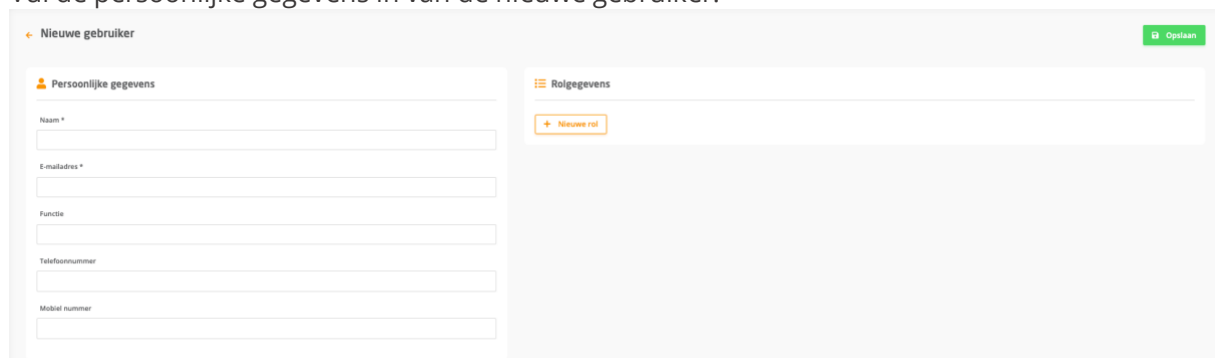 Vul de persoonlijke gegevens in van de nieuwe gebruiker.
Nieuwe gebruiker
Opslaan
Persoonlijke gegevens
Naam *
E-mailadres *
Functie
Telefoonnummer
Mobiel nummer
Rolgegevens
+ Nieuwe rol